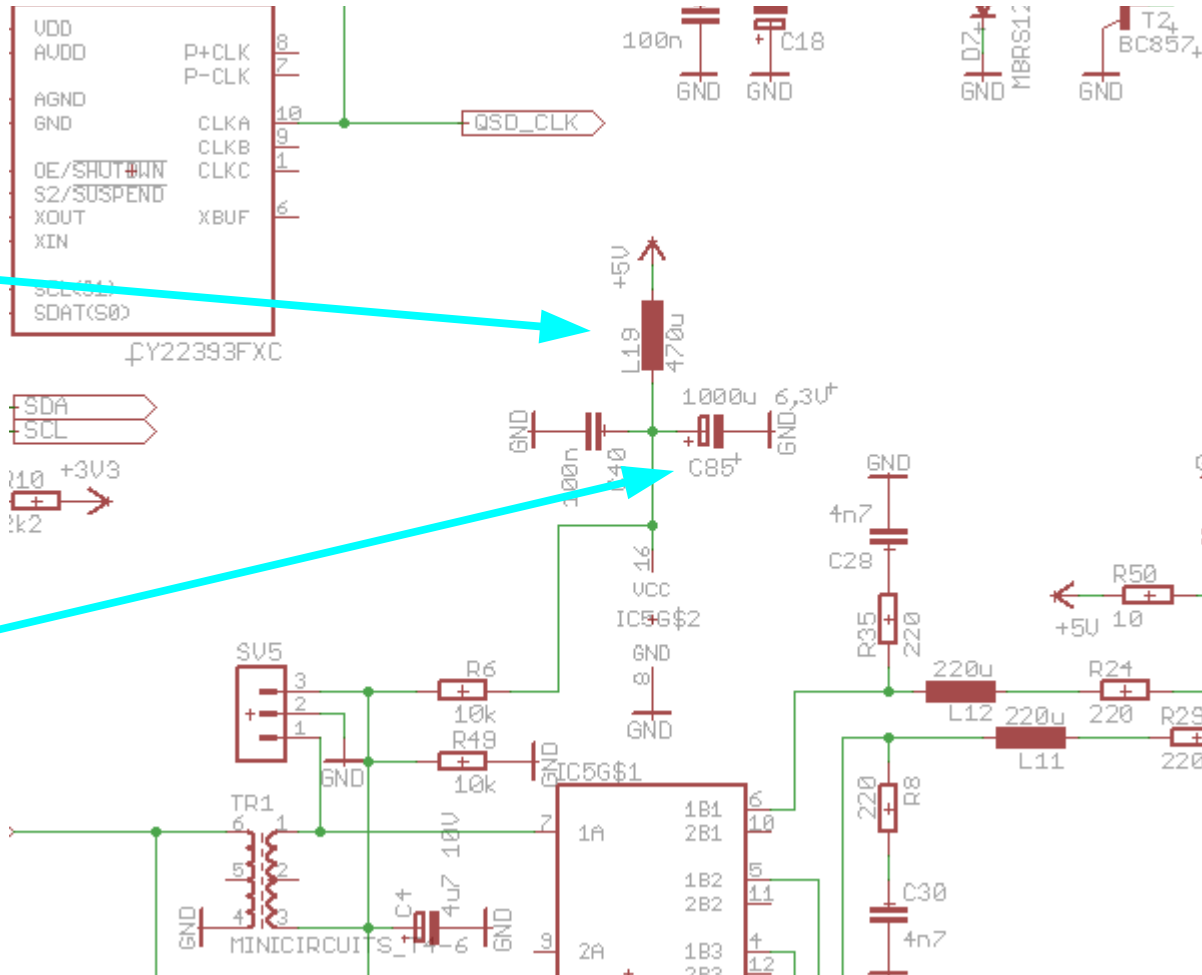 VDD
AVDD
P+CLK
8
P-CLK
7
AGND
GND
CLKA
10
CLKB
9
OE/SHUTDWN
CLKC
1
S2/SUSPEND
XOUT
XBUF
6
XIN
SCL(S1)
SDAT(S0)
CY22393FXC
QSD_CLK
100n
C18
GND
GND
D7
MBRS12
GND
T2
BC857
GND
+5V
L19
470u
SDA
SCL
R10
+3V3
2k2
GND
100n
C40
1000u 6,3V
C85
GND
16
VCC
IC5G$2
GND
8
GND
GND
4n7
C28
R35
220
R50
+5V 10
SV5
3
2
1
GND
R6
10k
R49
10k
GND
220u
L12
R24
220
220u
L11
R29
220
TR1
6
1
5
2
4
3
GND
MINICIRCUITS_T4-6
C4
4u7 10V
GND
IC5G$1
7
1A
1B1
6
2B1
10
1B2
5
2B2
11
9
2A
1B3
4
2B3
12
220
R8
C30
4n7